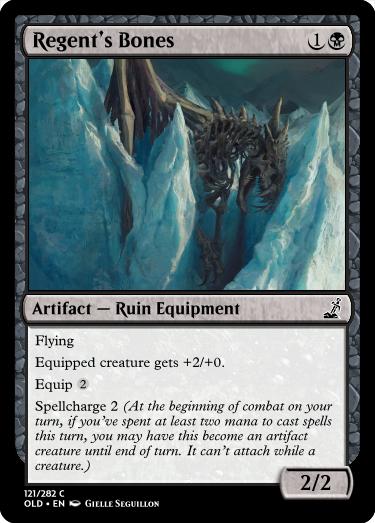 Regent's Bones 1
Artifact — Ruin Equipment
Flying
Equipped creature gets +2/+0.
Equip 2
Spellcharge 2 (At the beginning of combat on your
turn, if you've spent at least two mana to cast spells
this turn, you may have this become an artifact
creature until end of turn. It can't attach while a
creature.)
2/2
121/282 C
OLD • EN Gielle Seguillon